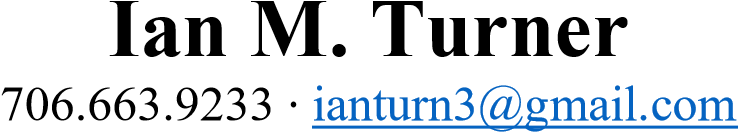 Ian M. Turner
706.663.9233 · ianturn3@gmail.com